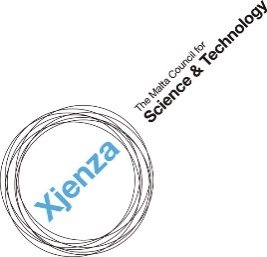 The Malta Council for
Science & Technology
Xjenza